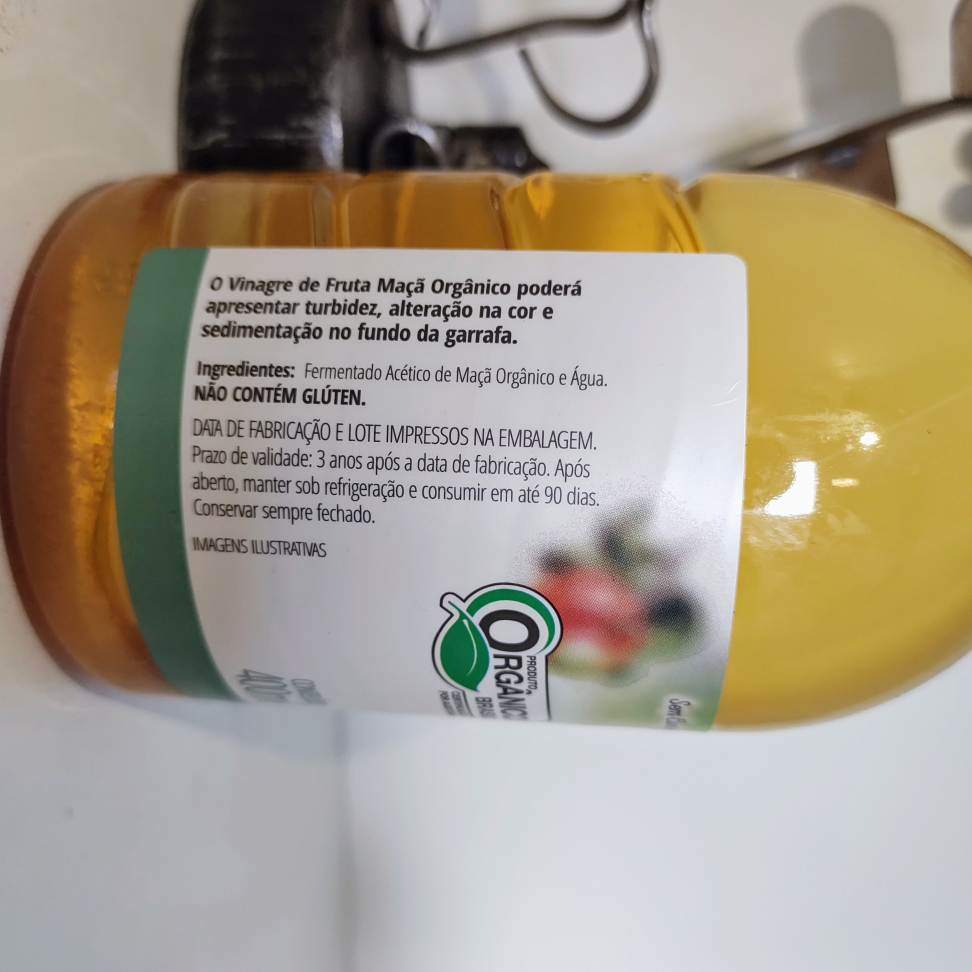 O Vinagre de Fruta Maçã Orgânico poderá
apresentar turbidez, alteração na cor e
sedimentação no fundo da garrafa.
Ingredientes: Fermentado Acético de Maçã Orgânico e Água.
NÃO CONTÉM GLÚTEN.
DATA DE FABRICAÇÃO E LOTE IMPRESSOS NA EMBALAGEM.
Prazo de validade: 3 anos após a data de fabricação. Após
aberto, manter sob refrigeração e consumir em até 90 dias.
Conservar sempre fechado.
IMAGENS ILUSTRATIVAS
PRODUTO
Sem